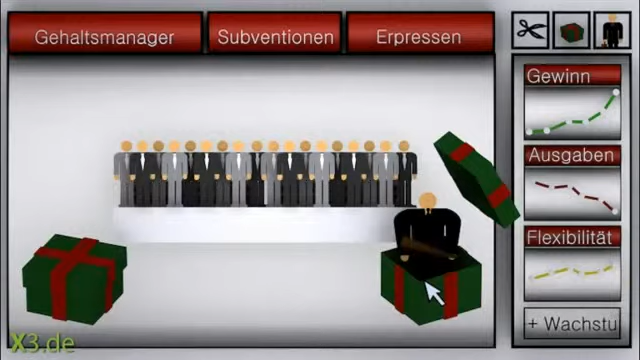 Gehaltsmanager
Subventionen
Erpressen
Gewinn
Ausgaben
Flexibilität
+ Wachstu
X3.de